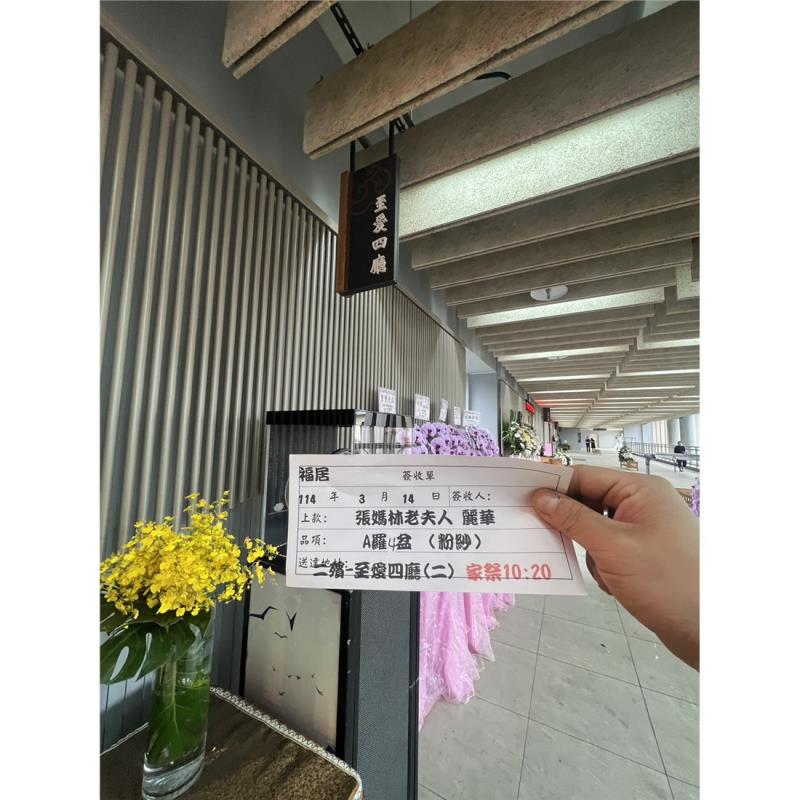 至愛四廳
福居 簽收單
114 年 3 月 14 日 簽收人:
上款: 張媽林老夫人 麗華
品項: A羅4盆 (粉紗)
送達地址: 二殯-至愛四廳(二) 家祭10:20